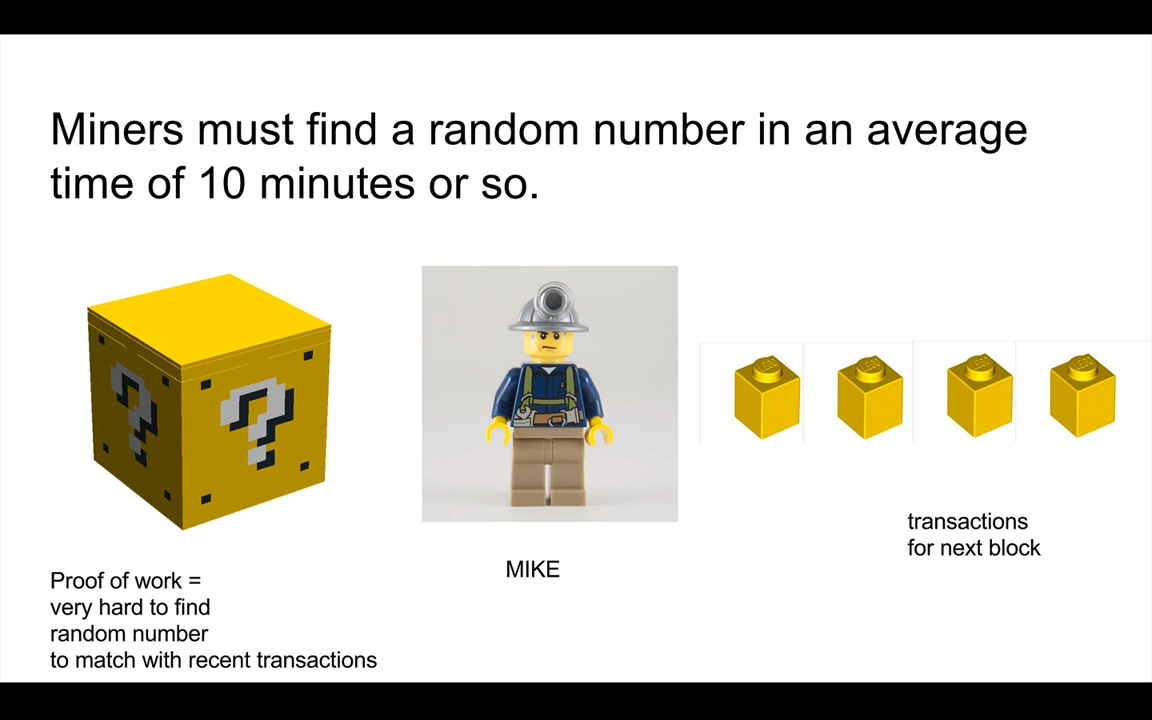 Miners must find a random number in an average
time of 10 minutes or so.
Proof of work =
very hard to find
random number
to match with recent transactions
MIKE
transactions
for next block